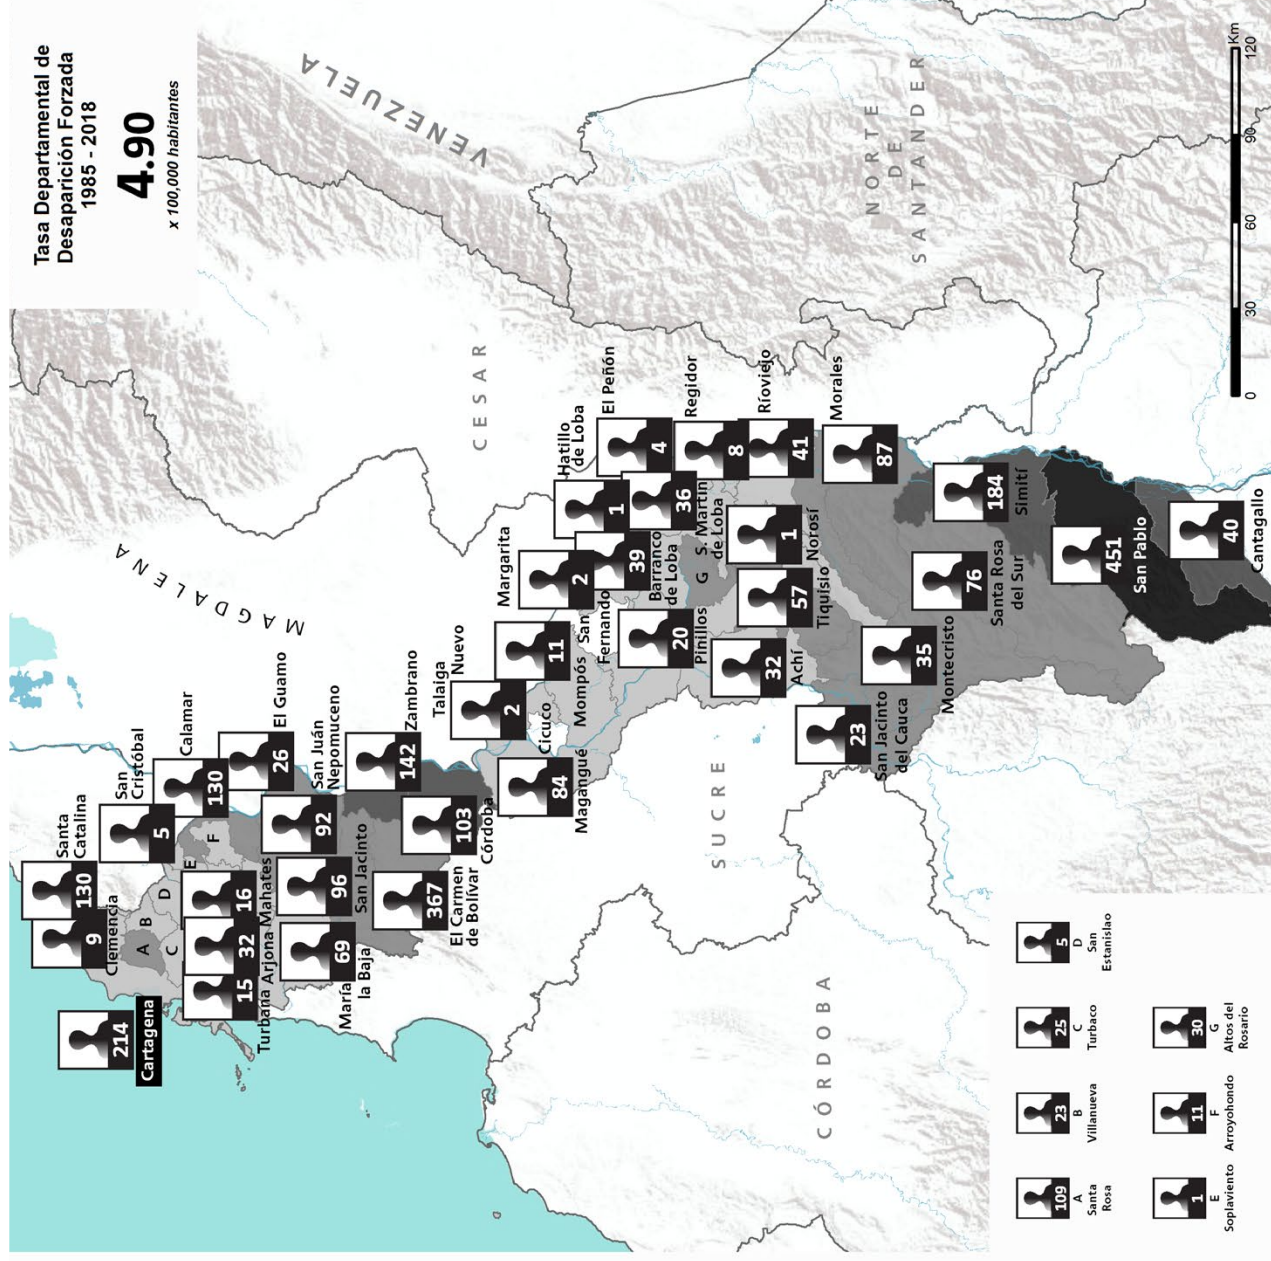 Tasa Departamental de
Desaparición Forzada
1985 - 2018
4.90
x 100,000 habitantes
VENEZUELA
MAGDALENA
CESAR
NORTE
DE
SANTANDER
SUCRE
CÓRDOBA
214
Cartagena
9
Clemencia
130
Santa
Catalina
5
San
Cristóbal
130
Calamar
26
El Guamo
15
Turbana
32
Arjona
16
Mahates
69
María
la Baja
96
San Jacinto
92
San Juán
Nepomuceno
142
Zambrano
367
El Carmen
de Bolívar
103
Córdoba
A
B
C
D
E
F
G
84
Magangué
Cicuco
2
Talaiga
Nuevo
11
Mompós
2
Margarita
San
Fernando
39
Barranco
de Loba
1
Hatillo
de Loba
36
S. Martín
de Loba
4
El Peñón
8
Regidor
41
Ríoviejo
87
Morales
20
Pinillos
32
Achí
57
Tiquisio
1
Norosí
23
San Jacinto
del Cauca
35
Montecristo
76
Santa Rosa
del Sur
184
Simití
451
San Pablo
40
Cantagallo
109
A
Santa
Rosa
23
B
Villanueva
25
C
Turbaco
5
D
San
Estanislao
1
E
Soplaviento
11
F
Arroyohondo
30
G
Altos del
Rosario
0 30 60 90 120
Km